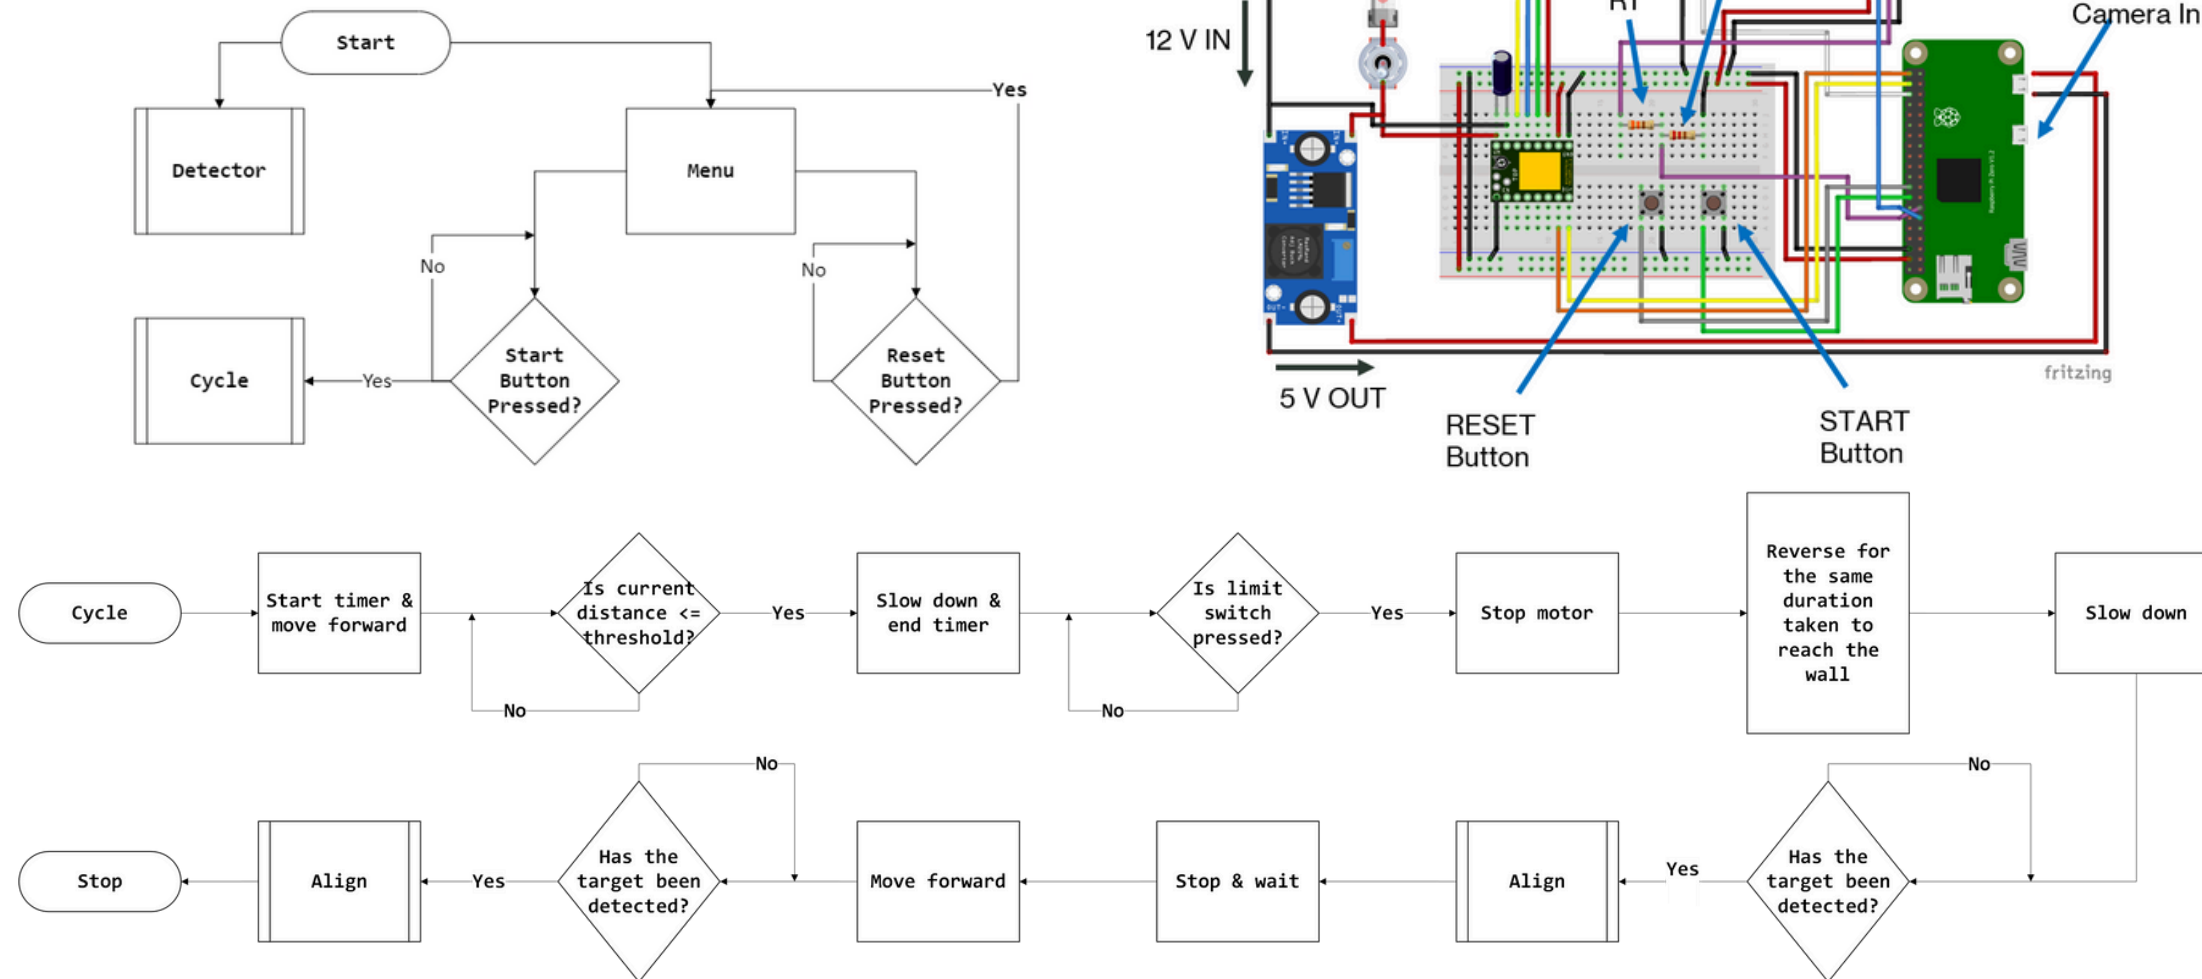 Start
Detector
Menu
Yes
No
No
Cycle
Yes
Start
Button
Pressed?
Reset
Button
Pressed?
12 V IN
R1
Camera In
5 V OUT
RESET
Button
START
Button
fritzing
Cycle
Start timer &
move forward
Is current
distance <=
threshold?
No
Yes
Slow down &
end timer
Is limit
switch
pressed?
No
Yes
Stop motor
Reverse for
the same
duration
taken to
reach the
wall
Slow down
No
Has the
target been
detected?
Yes
Align
Stop & wait
Move forward
No
Has the
target been
detected?
Yes
Align
Stop